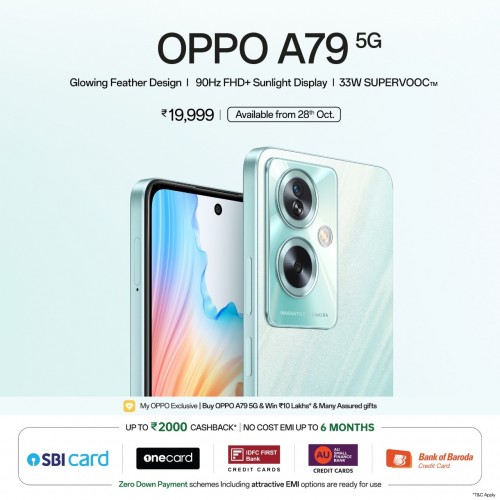 OPPO A79 5G
Glowing Feather Design | 90Hz FHD+ Sunlight Display | 33W SUPERVOOC™
₹19,999 | Available from 28th Oct.
My OPPO Exclusive | Buy OPPO A79 5G & Win ₹10 Lakhs* & Many Assured gifts
UP TO ₹2000 CASHBACK* | NO COST EMI UP TO 6 MONTHS
SBI card
onecard
IDFC FIRST Bank
CREDIT CARDS
AU SMALL FINANCE BANK
CREDIT CARDS
Bank of Baroda
Credit Card
Zero Down Payment schemes Including attractive EMI options are ready for use
*T&C Apply